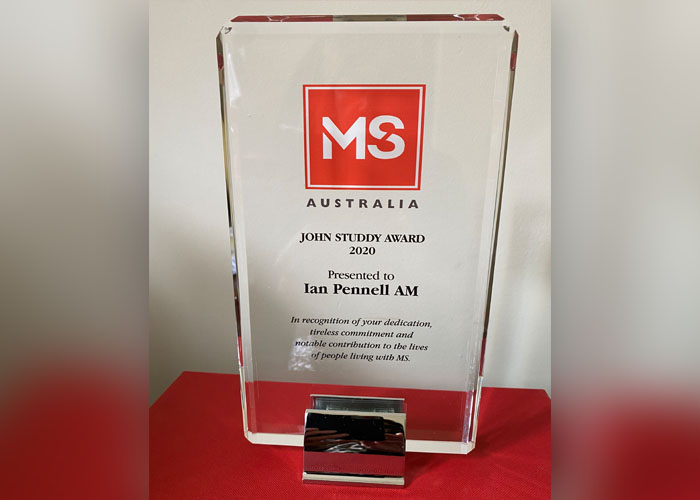 MS
AUSTRALIA
JOHN STUDDY AWARD
2020
Presented to
Ian Pennell AM
In recognition of your dedication,
tireless commitment and
notable contribution to the lives
of people living with MS.